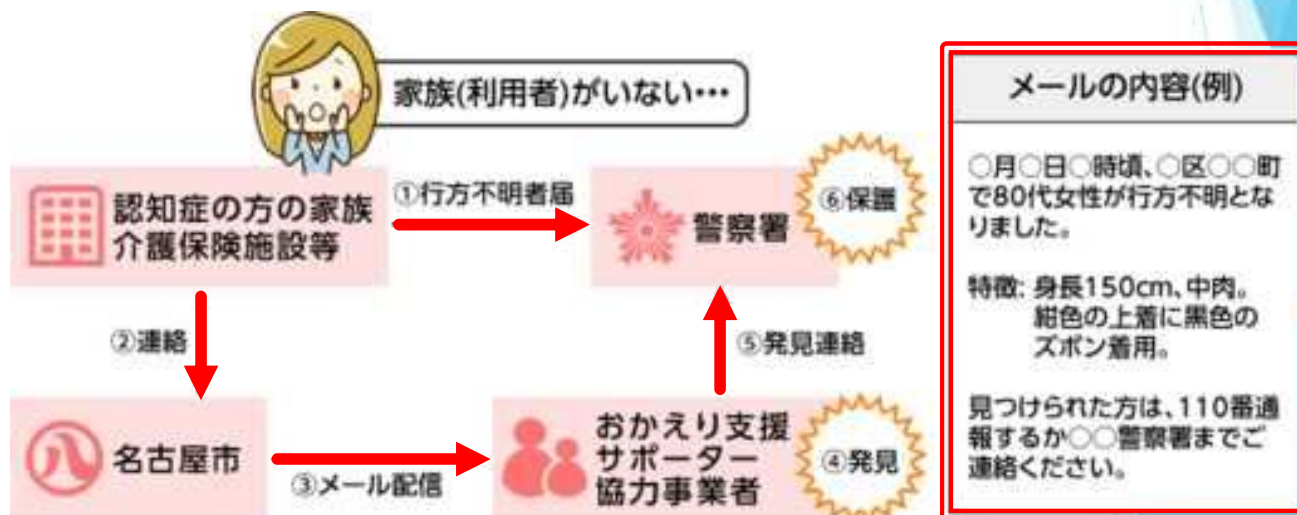 家族(利用者)がいない…
認知症の方の家族
介護保険施設等
①行方不明者届
警察署
⑥保護
②連絡
⑤発見連絡
名古屋市
③メール配信
おかえり支援
サポーター
協力事業者
④発見
メールの内容(例)
○月○日○時頃、○区○○町
で80代女性が行方不明とな
りました。
特徴: 身長150cm、中肉。
紺色の上着に黒色の
ズボン着用。
見つけられた方は、110番通
報するか○○警察署までご
連絡ください。